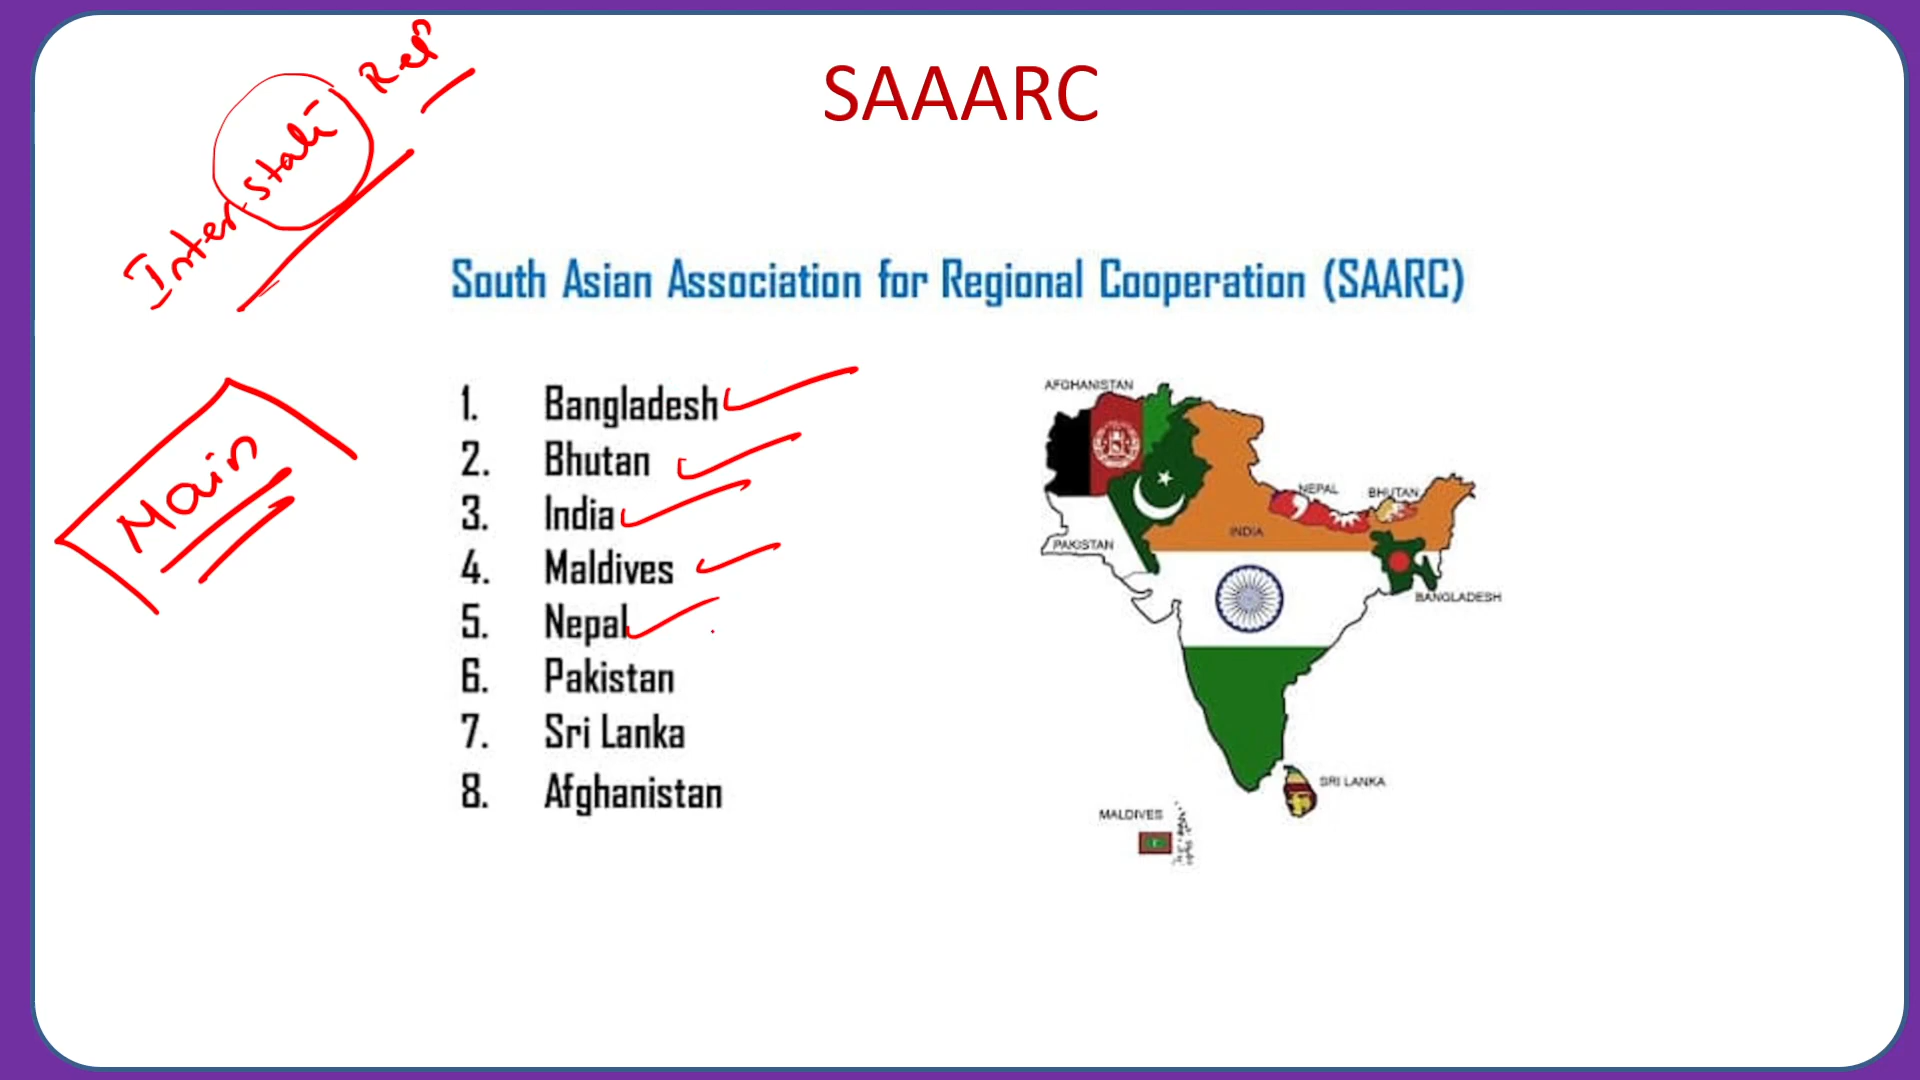 SAAARC
Inter-state Rel
South Asian Association for Regional Cooperation (SAARC)
Main
1. Bangladesh
2. Bhutan
3. India
4. Maldives
5. Nepal
6. Pakistan
7. Sri Lanka
8. Afghanistan
AFGHANISTAN
NEPAL
BHUTAN
INDIA
PAKISTAN
BANGLADESH
SRI LANKA
MALDIVES